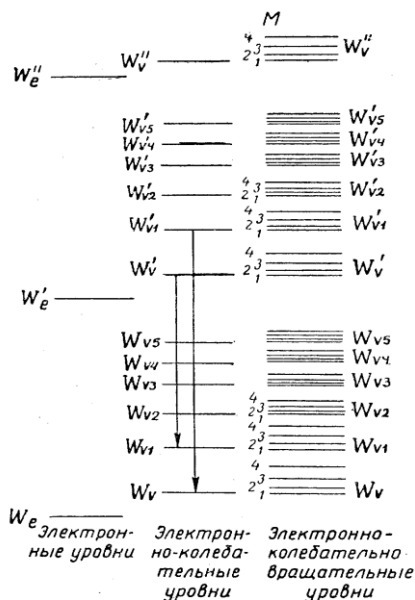 M
4
3
2
1
W''v
W''v
W''e
W'v5
W'v5
W'v4
W'v4
W'v3
W'v3
W'v2
4
3
2
1
W'v2
W'v1
4
3
2
1
W'v1
W'v
4
3
2
1
W'v
W'e
Wv5
Wv5
Wv4
Wv4
Wv3
Wv3
Wv2
4
3
2
1
Wv2
Wv1
4
3
2
1
Wv1
Wv
4
3
2
1
Wv
We
Электрон-
ные уровни
Электрон-
но-колеба-
тельные
уровни
Электронно-
колебательно
вращательные
уровни